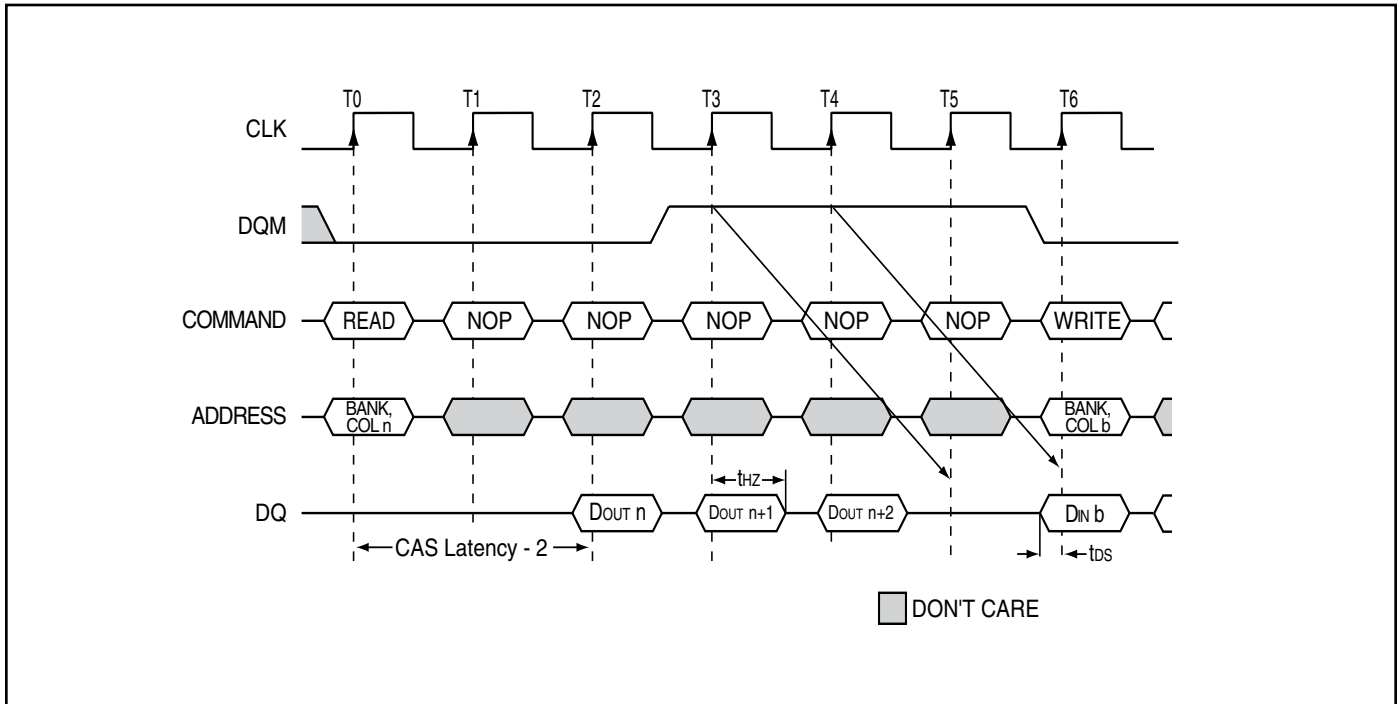 T0 T1 T2 T3 T4 T5 T6
CLK
DQM
COMMAND READ NOP NOP NOP NOP NOP WRITE
ADDRESS BANK, COL n BANK, COL b
tHZ
DQ DOUT n DOUT n+1 DOUT n+2 DIN b
CAS Latency - 2 tDS
DON'T CARE